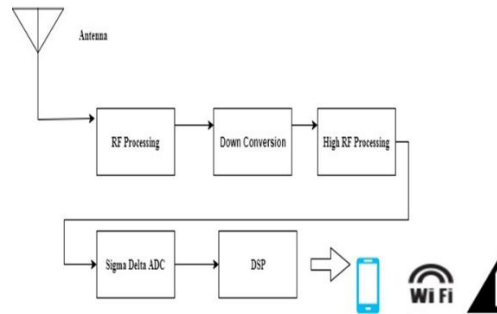 Antenna
RF Processing
Down Conversion
High RF Processing
Sigma Delta ADC
DSP
Wi Fi